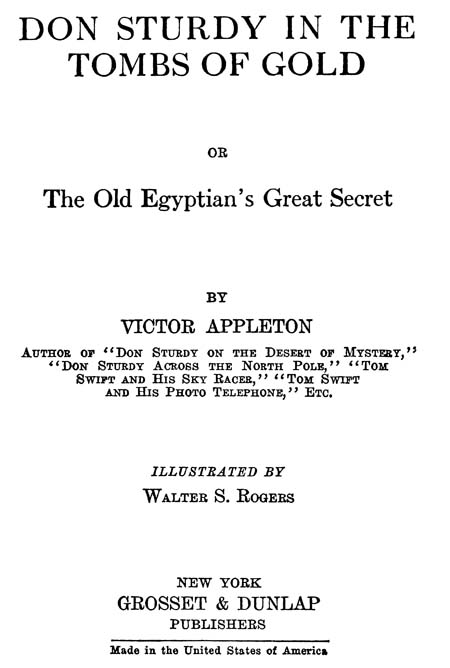 DON STURDY IN THE
TOMBS OF GOLD
OR
The Old Egyptian's Great Secret
BY
VICTOR APPLETON
AUTHOR OF "DON STURDY ON THE DESERT OF MYSTERY,"
"DON STURDY ACROSS THE NORTH POLE," "TOM
SWIFT AND HIS SKY RACER," "TOM SWIFT
AND HIS PHOTO TELEPHONE," ETC.
ILLUSTRATED BY
WALTER S. ROGERS
NEW YORK
GROSSET & DUNLAP
PUBLISHERS
Made in the United States of America